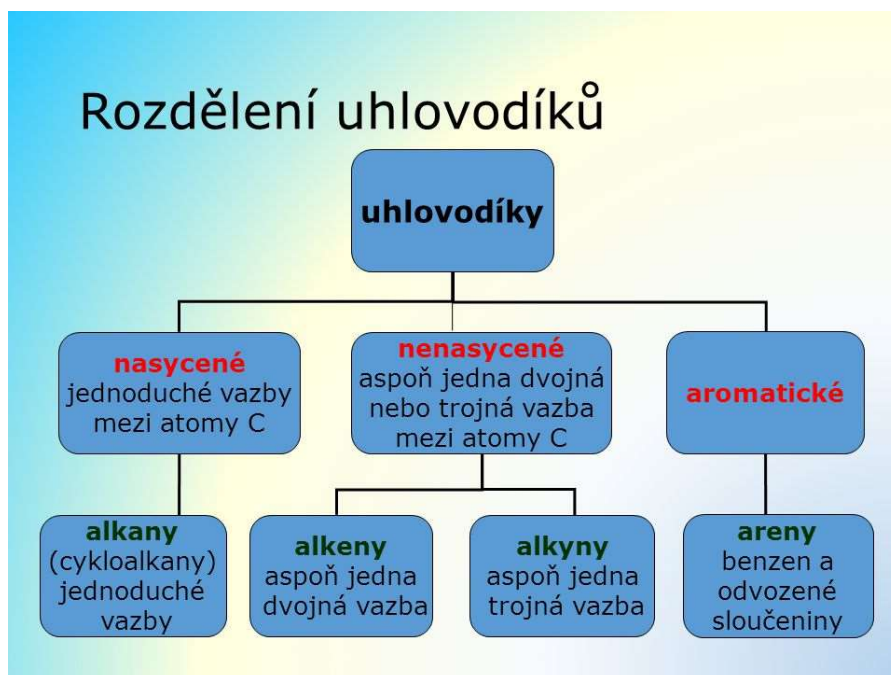 Rozdělení uhlovodíků
uhlovodíky
nasycené
jednoduché vazby
mezi atomy C
nenasycené
aspoň jedna dvojná
nebo trojná vazba
mezi atomy C
aromatické
alkany
(cykloalkany)
jednoduché
vazby
alkeny
aspoň jedna
dvojná vazba
alkyny
aspoň jedna
trojná vazba
areny
benzen a
odvozené
sloučeniny